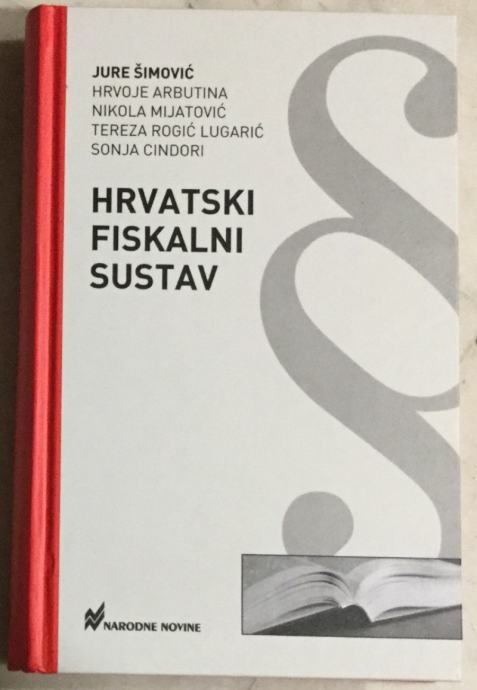 JURE ŠIMOVIĆ
HRVOJE ARBUTINA
NIKOLA MIJATOVIĆ
TEREZA ROGIĆ LUGARIĆ
SONJA CINDORI
HRVATSKI
FISKALNI
SUSTAV
§
NARODNE NOVINE